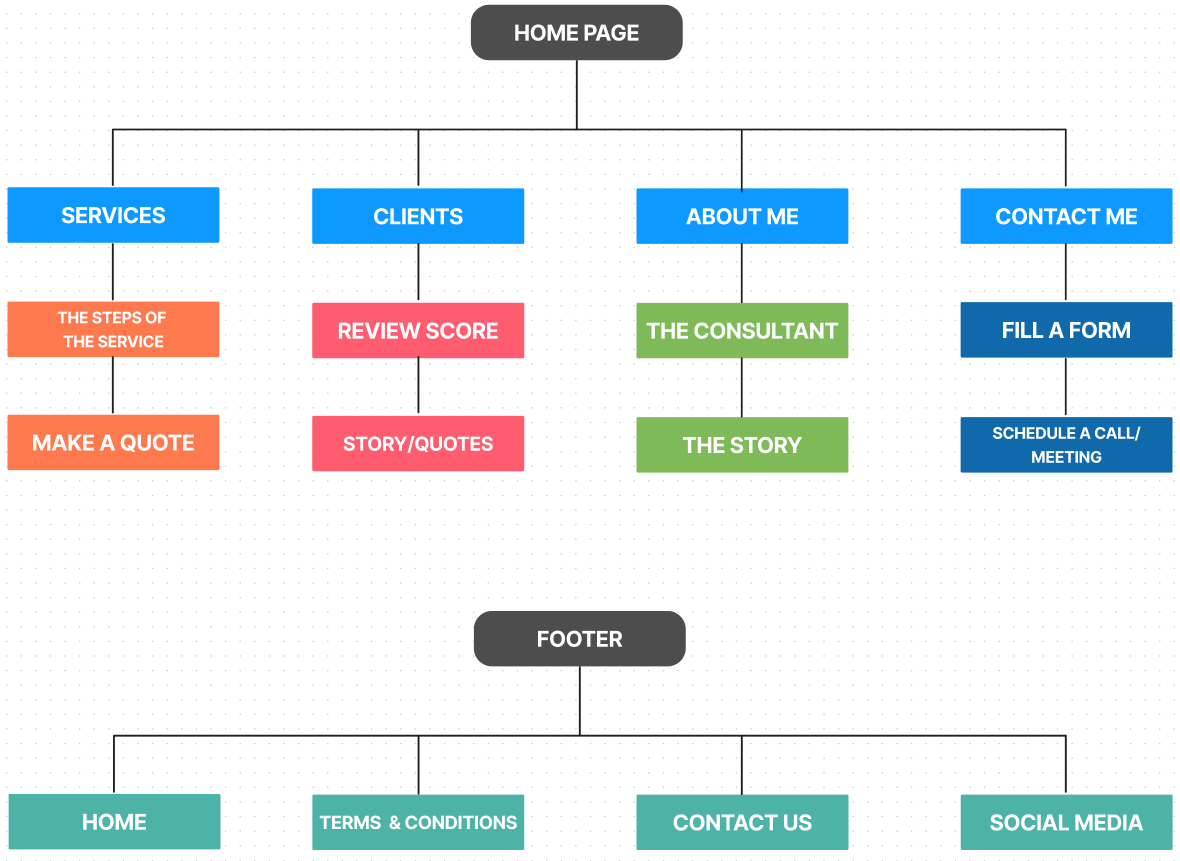 HOME PAGE
SERVICES
CLIENTS
ABOUT ME
CONTACT ME
THE STEPS OF
THE SERVICE
REVIEW SCORE
THE CONSULTANT
FILL A FORM
MAKE A QUOTE
STORY/QUOTES
THE STORY
SCHEDULE A CALL/
MEETING
FOOTER
HOME
TERMS & CONDITIONS
CONTACT US
SOCIAL MEDIA